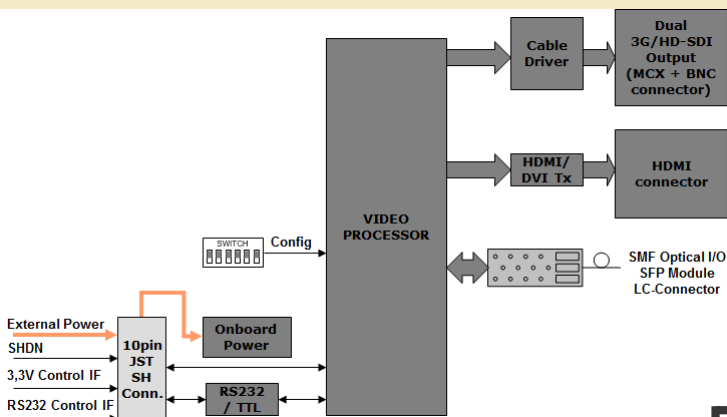 Dual
3G/HD-SDI
Output
(MCX + BNC
connector)
Cable
Driver
HDMI/
DVI Tx
HDMI
connector
VIDEO
PROCESSOR
SWITCH
Config
SMF Optical I/O
SFP Module
LC-Connector
External Power
SHDN
3,3V Control IF
RS232 Control IF
10pin
JST
SH
Conn.
Onboard
Power
RS232
/ TTL